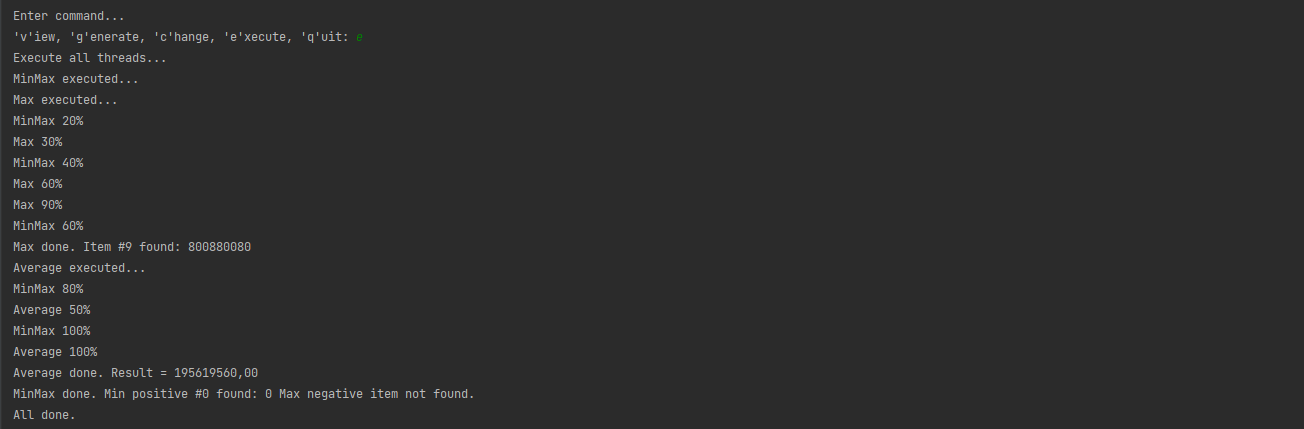 Enter command...
'v'iew, 'g'enerate, 'c'hange, 'e'xecute, 'q'uit: e
Execute all threads...
MinMax executed...
Max executed...
MinMax 20%
Max 30%
MinMax 40%
Max 60%
Max 90%
MinMax 60%
Max done. Item #9 found: 800880080
Average executed...
MinMax 80%
Average 50%
MinMax 100%
Average 100%
Average done. Result = 195619560,00
MinMax done. Min positive #0 found: 0 Max negative item not found.
All done.